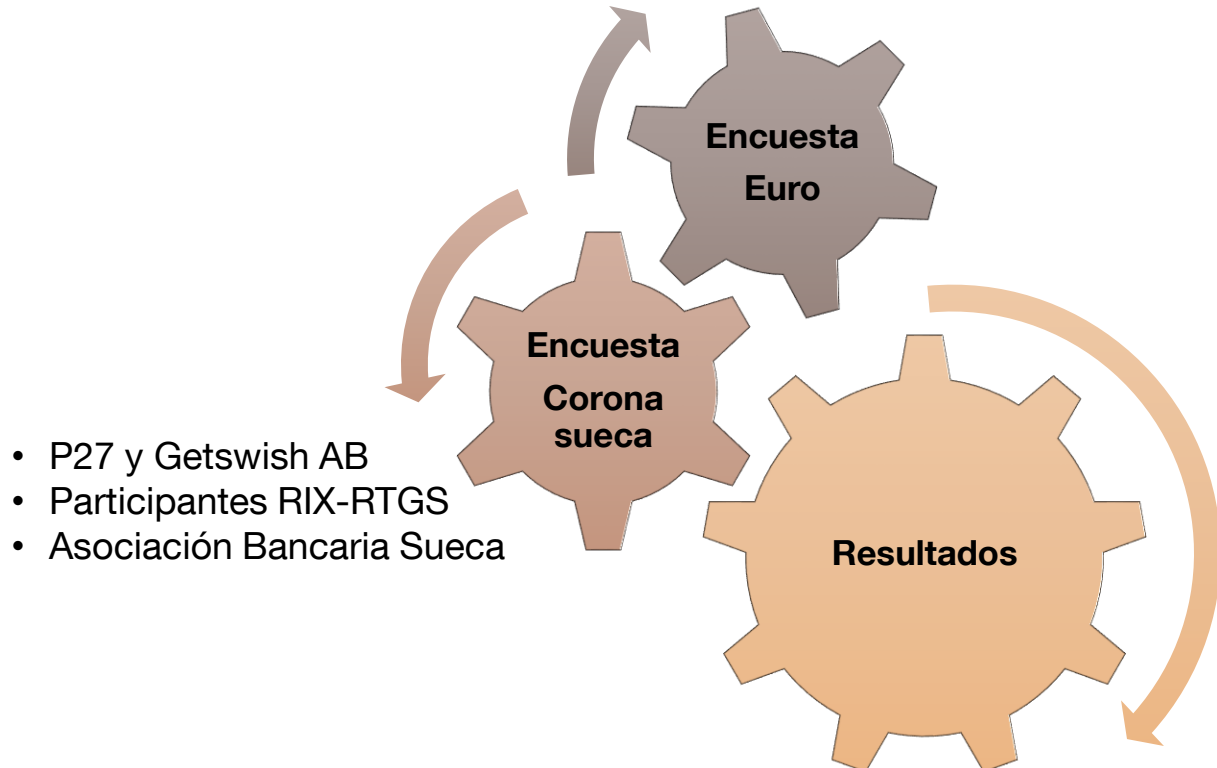 Encuesta
Euro
Encuesta
Corona
sueca
• P27 y Getswish AB
• Participantes RIX-RTGS
• Asociación Bancaria Sueca
Resultados